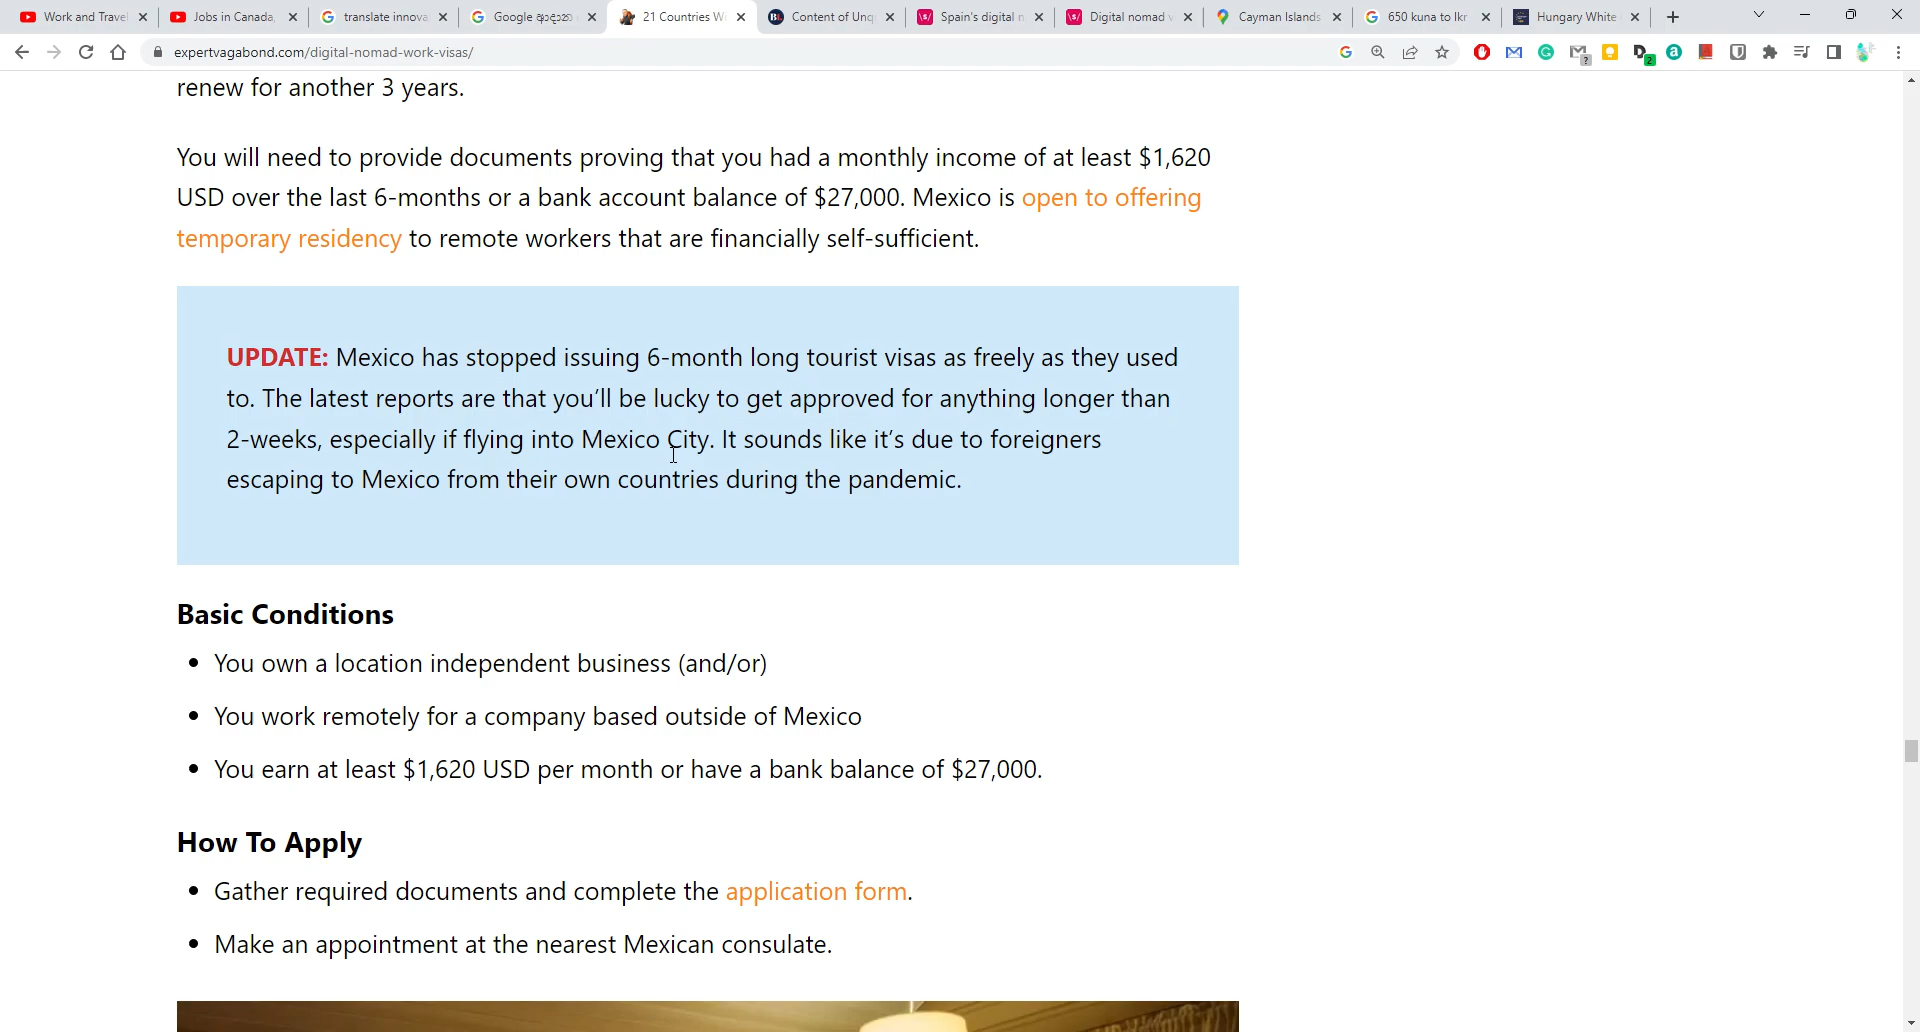 Work and Trave
Jobs in Canada,
translate innova
Google
21 Countries Wi
Content of Unq
Spain's digital n
Digital nomad v
Cayman Islands
650 kuna to lkr
Hungary White
expertvagabond.com/digital-nomad-work-visas/
renew for another 3 years.
You will need to provide documents proving that you had a monthly income of at least $1,620
USD over the last 6-months or a bank account balance of $27,000. Mexico is open to offering
temporary residency to remote workers that are financially self-sufficient.
UPDATE: Mexico has stopped issuing 6-month long tourist visas as freely as they used
to. The latest reports are that you’ll be lucky to get approved for anything longer than
2-weeks, especially if flying into Mexico City. It sounds like it’s due to foreigners
escaping to Mexico from their own countries during the pandemic.
Basic Conditions
• You own a location independent business (and/or)
• You work remotely for a company based outside of Mexico
• You earn at least $1,620 USD per month or have a bank balance of $27,000.
How To Apply
• Gather required documents and complete the application form.
• Make an appointment at the nearest Mexican consulate.